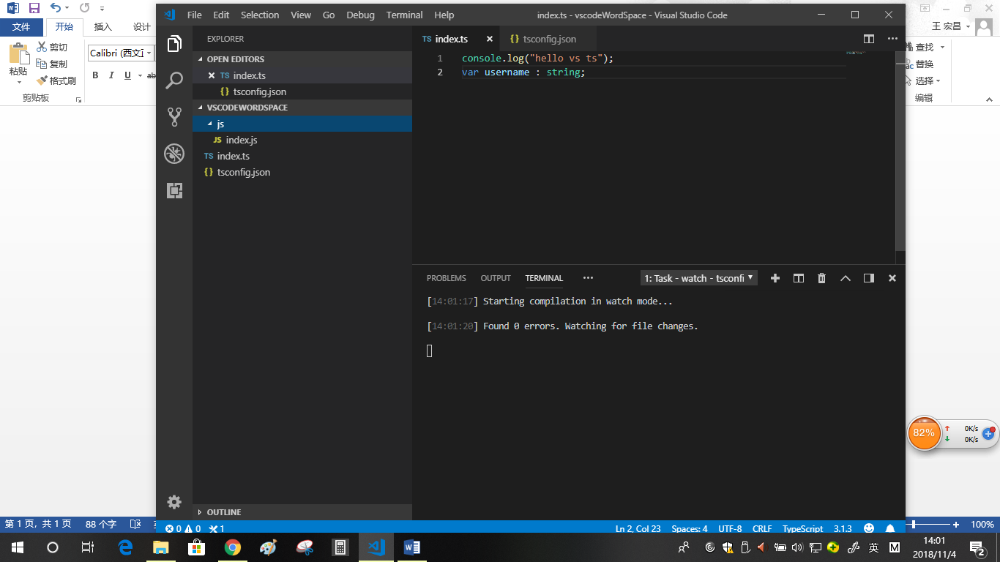 File Edit Selection View Go Debug Terminal Help
index.ts - vscodeWordSpace - Visual Studio Code
文件 开始 插入 设计
王 宏昌
粘贴 剪切
复制
格式刷
剪贴板
Calibri (西文正
B I U abc
查找
替换
选择
编辑
EXPLORER
OPEN EDITORS
TS index.ts
{ } tsconfig.json
VSCODEWORDSPACE
js
JS index.js
TS index.ts
{ } tsconfig.json
OUTLINE
TS index.ts { } tsconfig.json
1 console.log("hello vs ts");
2 var username : string;
PROBLEMS OUTPUT TERMINAL ··· 1: Task - watch - tsconfi
[14:01:17] Starting compilation in watch mode...
[14:01:20] Found 0 errors. Watching for file changes.
82% 0K/s
0K/s
第 1 页, 共 1 页 88 个字
0 0 1 Ln 2, Col 23 Spaces: 4 UTF-8 CRLF TypeScript 3.1.3
100%
英 M 14:01
2018/11/4
2